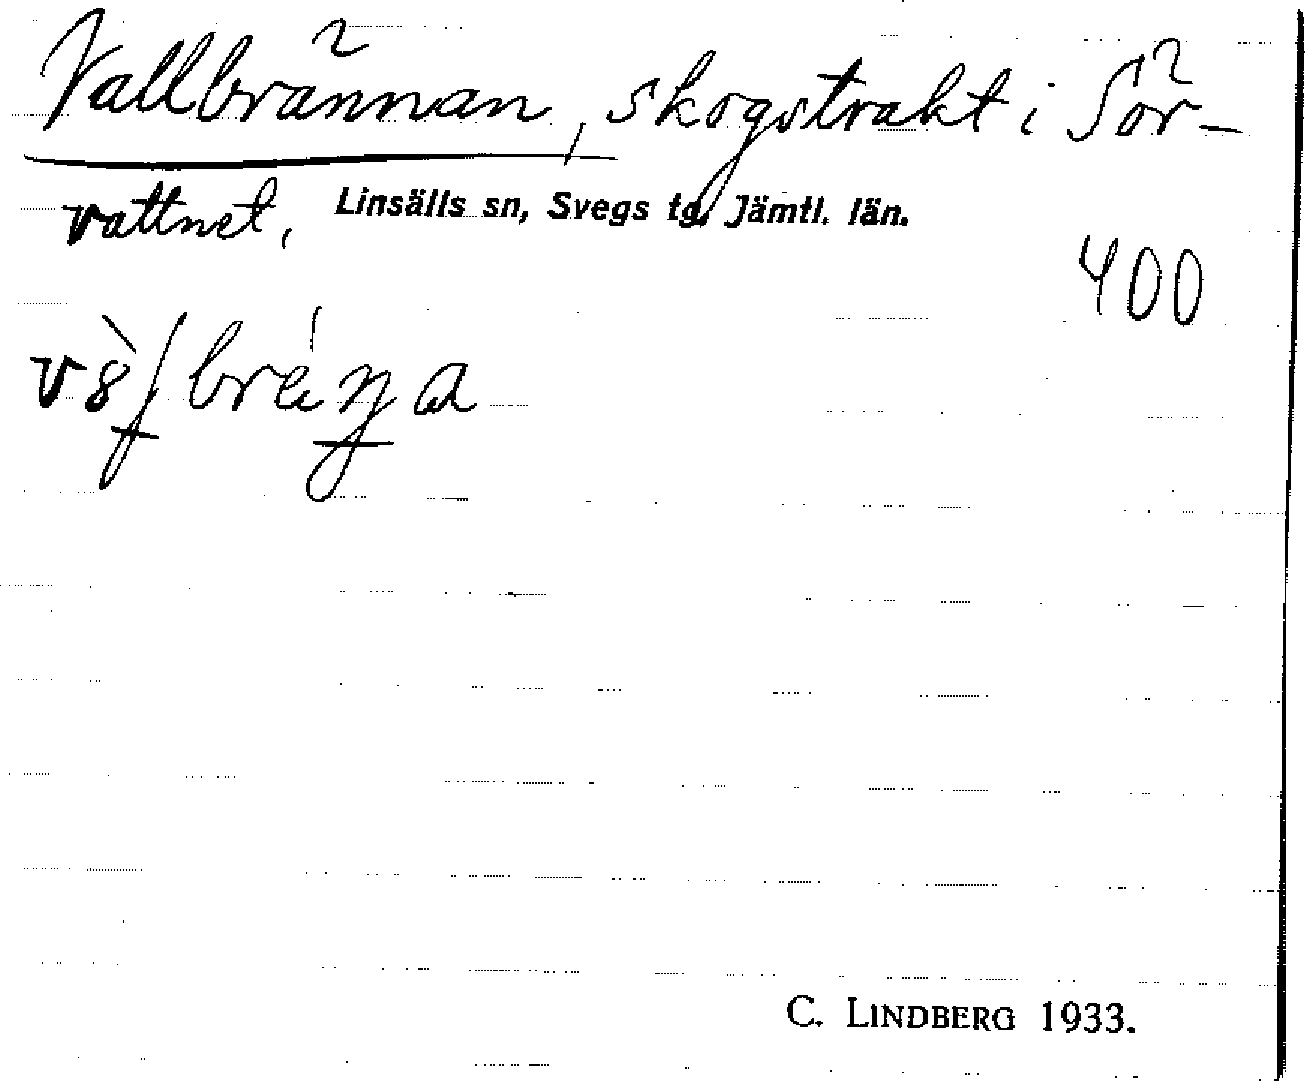 Vallbrännan, skogstrakt i Sör-
vattnet,
Linsälls sn, Svegs tg, Jämtl. län.
400
C. LINDBERG 1933.